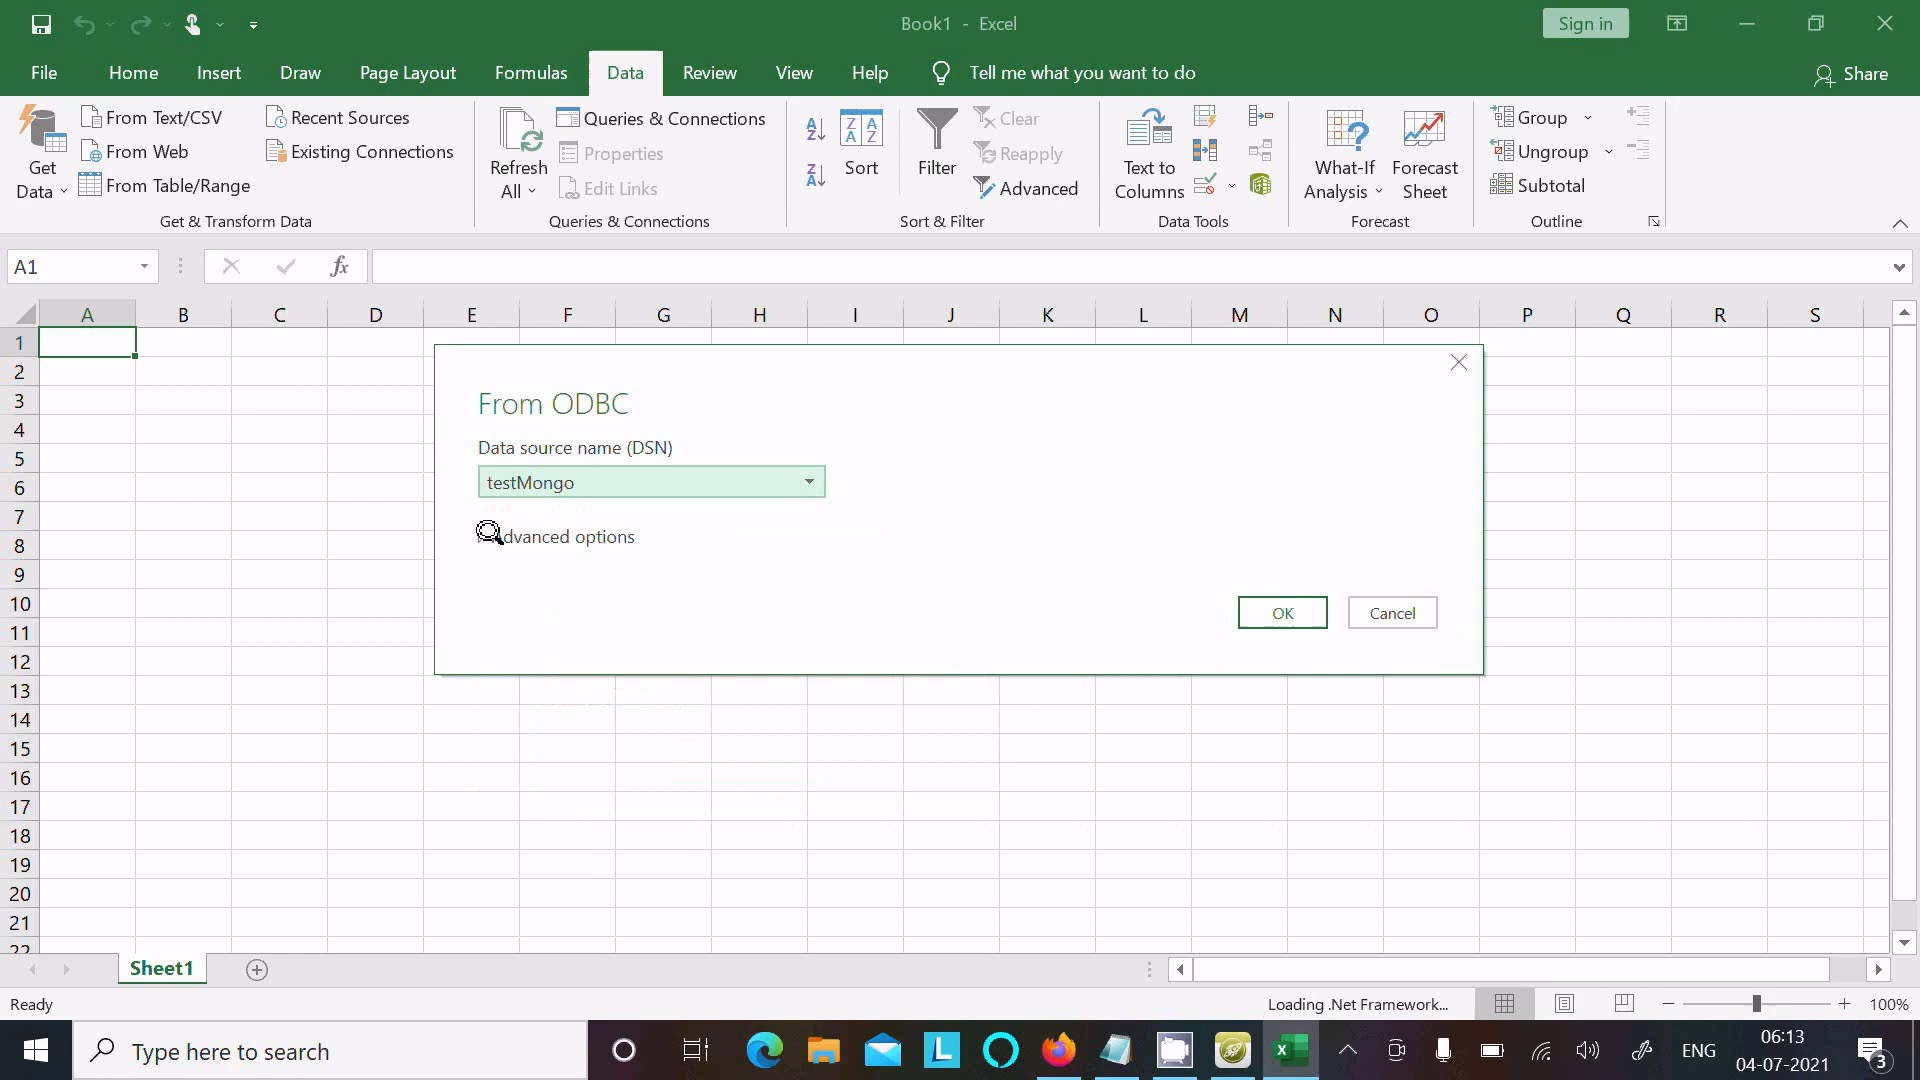 Book1 - Excel
Sign in
File Home Insert Draw Page Layout Formulas Data Review View Help Tell me what you want to do Share
Get Data
From Text/CSV
From Web
From Table/Range
Recent Sources
Existing Connections
Get & Transform Data
Refresh All
Queries & Connections
Properties
Edit Links
Queries & Connections
Sort
Filter
Clear
Reapply
Advanced
Sort & Filter
Text to Columns
Data Tools
What-If Analysis
Forecast Sheet
Forecast
Group
Ungroup
Subtotal
Outline
A1
fx
A B C D E F G H I J K L M N O P Q R S
1
2
3
4
5
6
7
8
9
10
11
12
13
14
15
16
17
18
19
20
21
22
From ODBC
Data source name (DSN)
testMongo
dvanced options
OK Cancel
Sheet1
Ready
Loading .Net Framework...
100%
Type here to search
ENG
06:13
04-07-2021
3